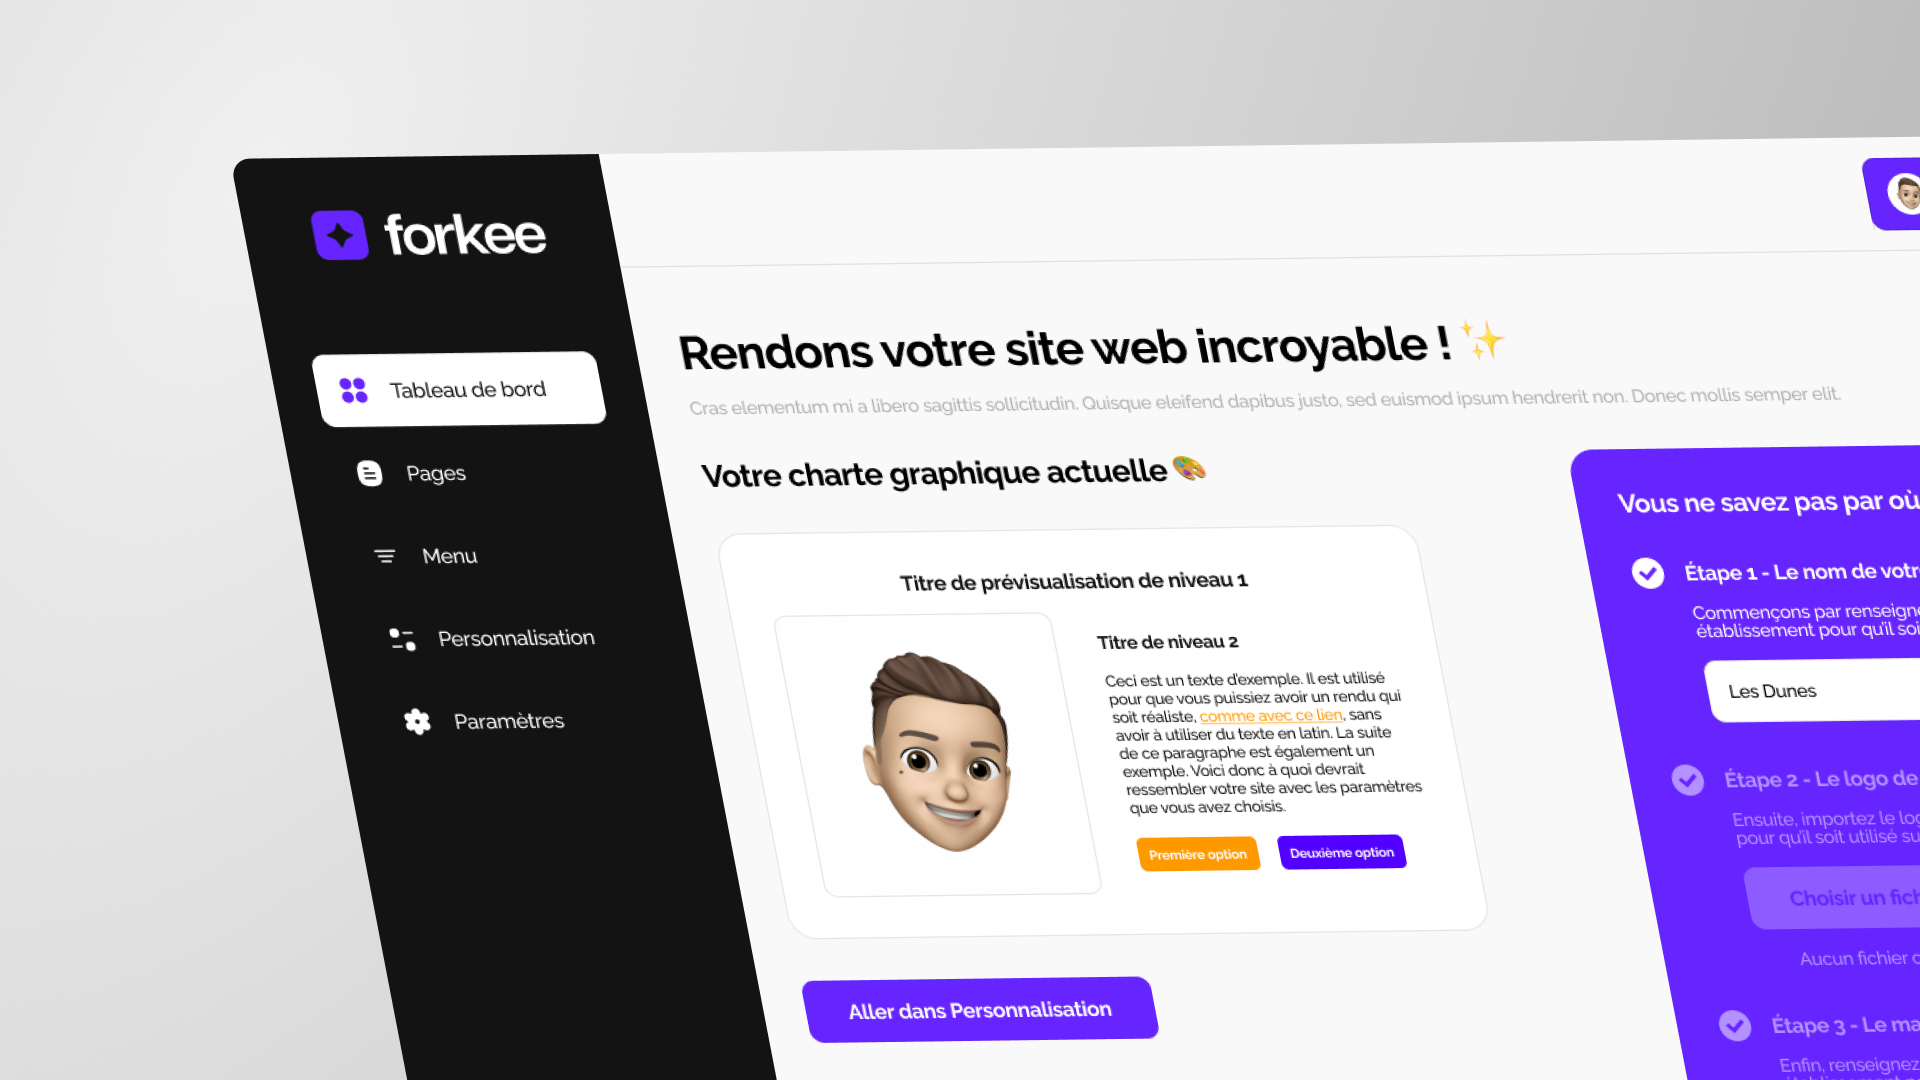 forkee
Tableau de bord
Pages
Menu
Personnalisation
Paramètres
Rendons votre site web incroyable ! ✨
Cras elementum mi a libero sagittis sollicitudin. Quisque eleifend dapibus justo, sed euismod ipsum hendrerit non. Donec mollis semper elit.
Votre charte graphique actuelle 🎨
Titre de prévisualisation de niveau 1
Titre de niveau 2
Ceci est un texte d'exemple. Il est utilisé
pour que vous puissiez avoir un rendu qui
soit réaliste, comme avec ce lien, sans
avoir à utiliser du texte en latin. La suite
de ce paragraphe est également un
exemple. Voici donc à quoi devrait
ressembler votre site avec les paramètres
que vous avez choisis.
Première option
Deuxième option
Aller dans Personnalisation
Vous ne savez pas par où
Étape 1 - Le nom de votr
Commençons par renseigne
établissement pour qu'il soi
Les Dunes
Étape 2 - Le logo de
Ensuite, importez le log
pour qu'il soit utilisé su
Choisir un fich
Aucun fichier
Étape 3 - Le ma
Enfin, renseignez